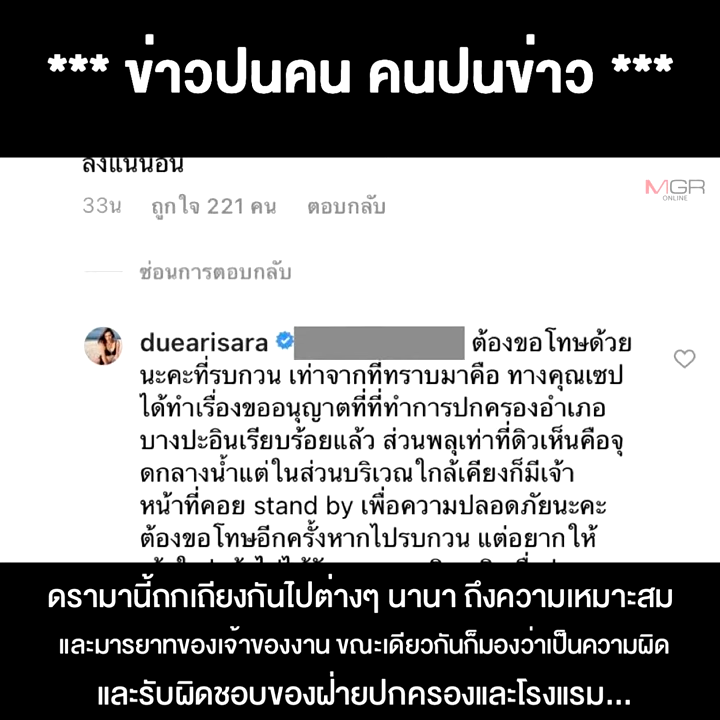 *** ข่าวปนคน คนปนข่าว ***
ลงแน่นอน
MGR
ONLINE
33น ถูกใจ 221 คน ตอบกลับ
ซ่อนการตอบกลับ
duearisara ต้องขอโทษด้วย
นะคะที่รบกวน เท่าจากที่ทราบมาคือ ทางคุณเซป
ได้ทำเรื่องขออนุญาตที่ที่ทำการปกครองอำเภอ
บางปะอินเรียบร้อยแล้ว ส่วนพลุเท่าที่ดิวเห็นคือจุ
ดกลางน้ำแต่ในส่วนบริเวณใกล้เคียงก็มีเจ้า
หน้าที่คอย stand by เพื่อความปลอดภัยนะคะ
ต้องขอโทษอีกครั้งหากไปรบกวน แต่อยากให้
ดรามานี้ถกเถียงกันไปต่างๆ นานา ถึงความเหมาะสม
และมารยาทของเจ้าของงาน ขณะเดียวกันก็มองว่าเป็นความผิด
และรับผิดชอบของฝ่ายปกครองและโรงแรม...